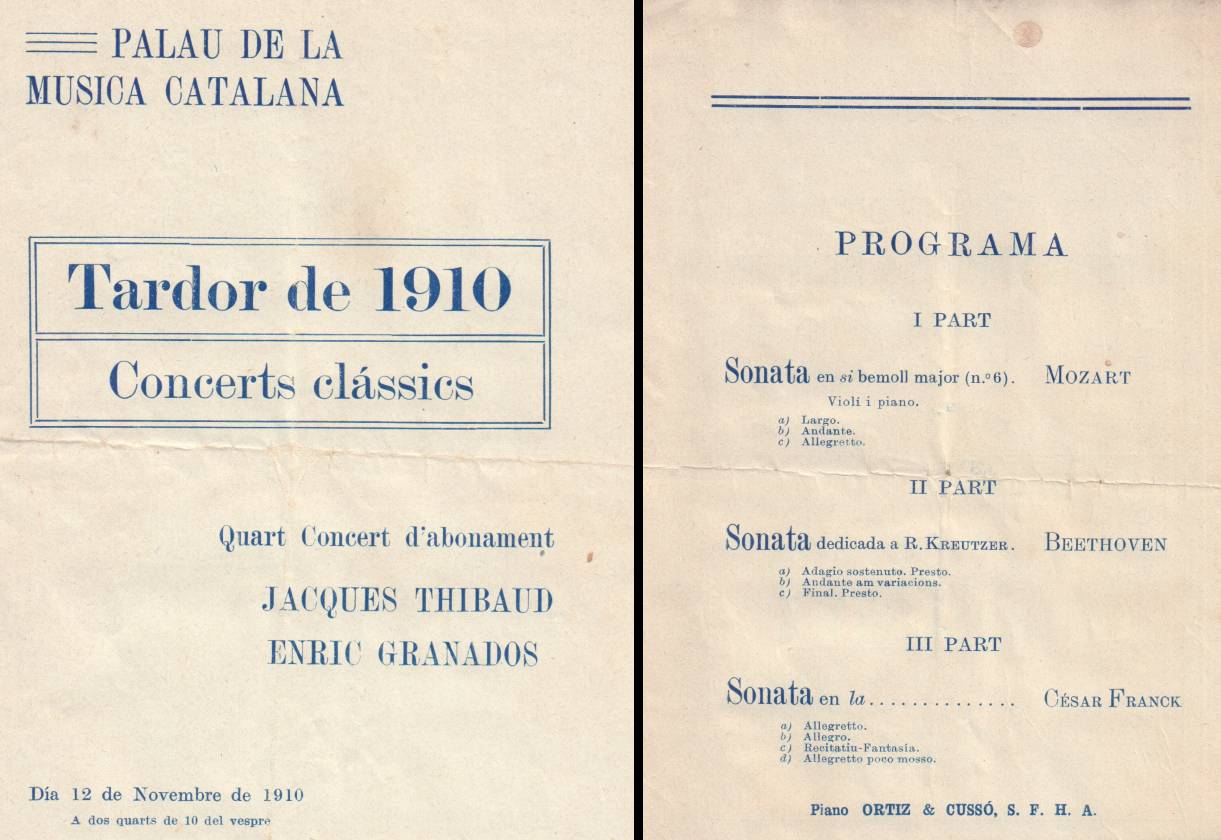 PALAU DE LA
MUSICA CATALANA
Tardor de 1910
Concerts clássics
Quart Concert d'abonament
JACQUES THIBAUD
ENRIC GRANADOS
Día 12 de Novembre de 1910
A dos quarts de 10 del vespre
PROGRAMA
I PART
Sonata en si bemoll major (n.º 6). MOZART
Violí i piano.
a) Largo.
b) Andante.
c) Allegretto.
II PART
Sonata dedicada a R. KREUTZER. BEETHOVEN
a) Adagio sostenuto. Presto.
b) Andante am variacions.
c) Final. Presto.
III PART
Sonata en la . . . . . . . . . . . . . . CÉSAR FRANCK
a) Allegretto.
b) Allegro.
c) Recitatiu-Fantasía.
d) Allegretto poco mosso.
Piano ORTIZ & CUSSÓ, S. F. H. A.